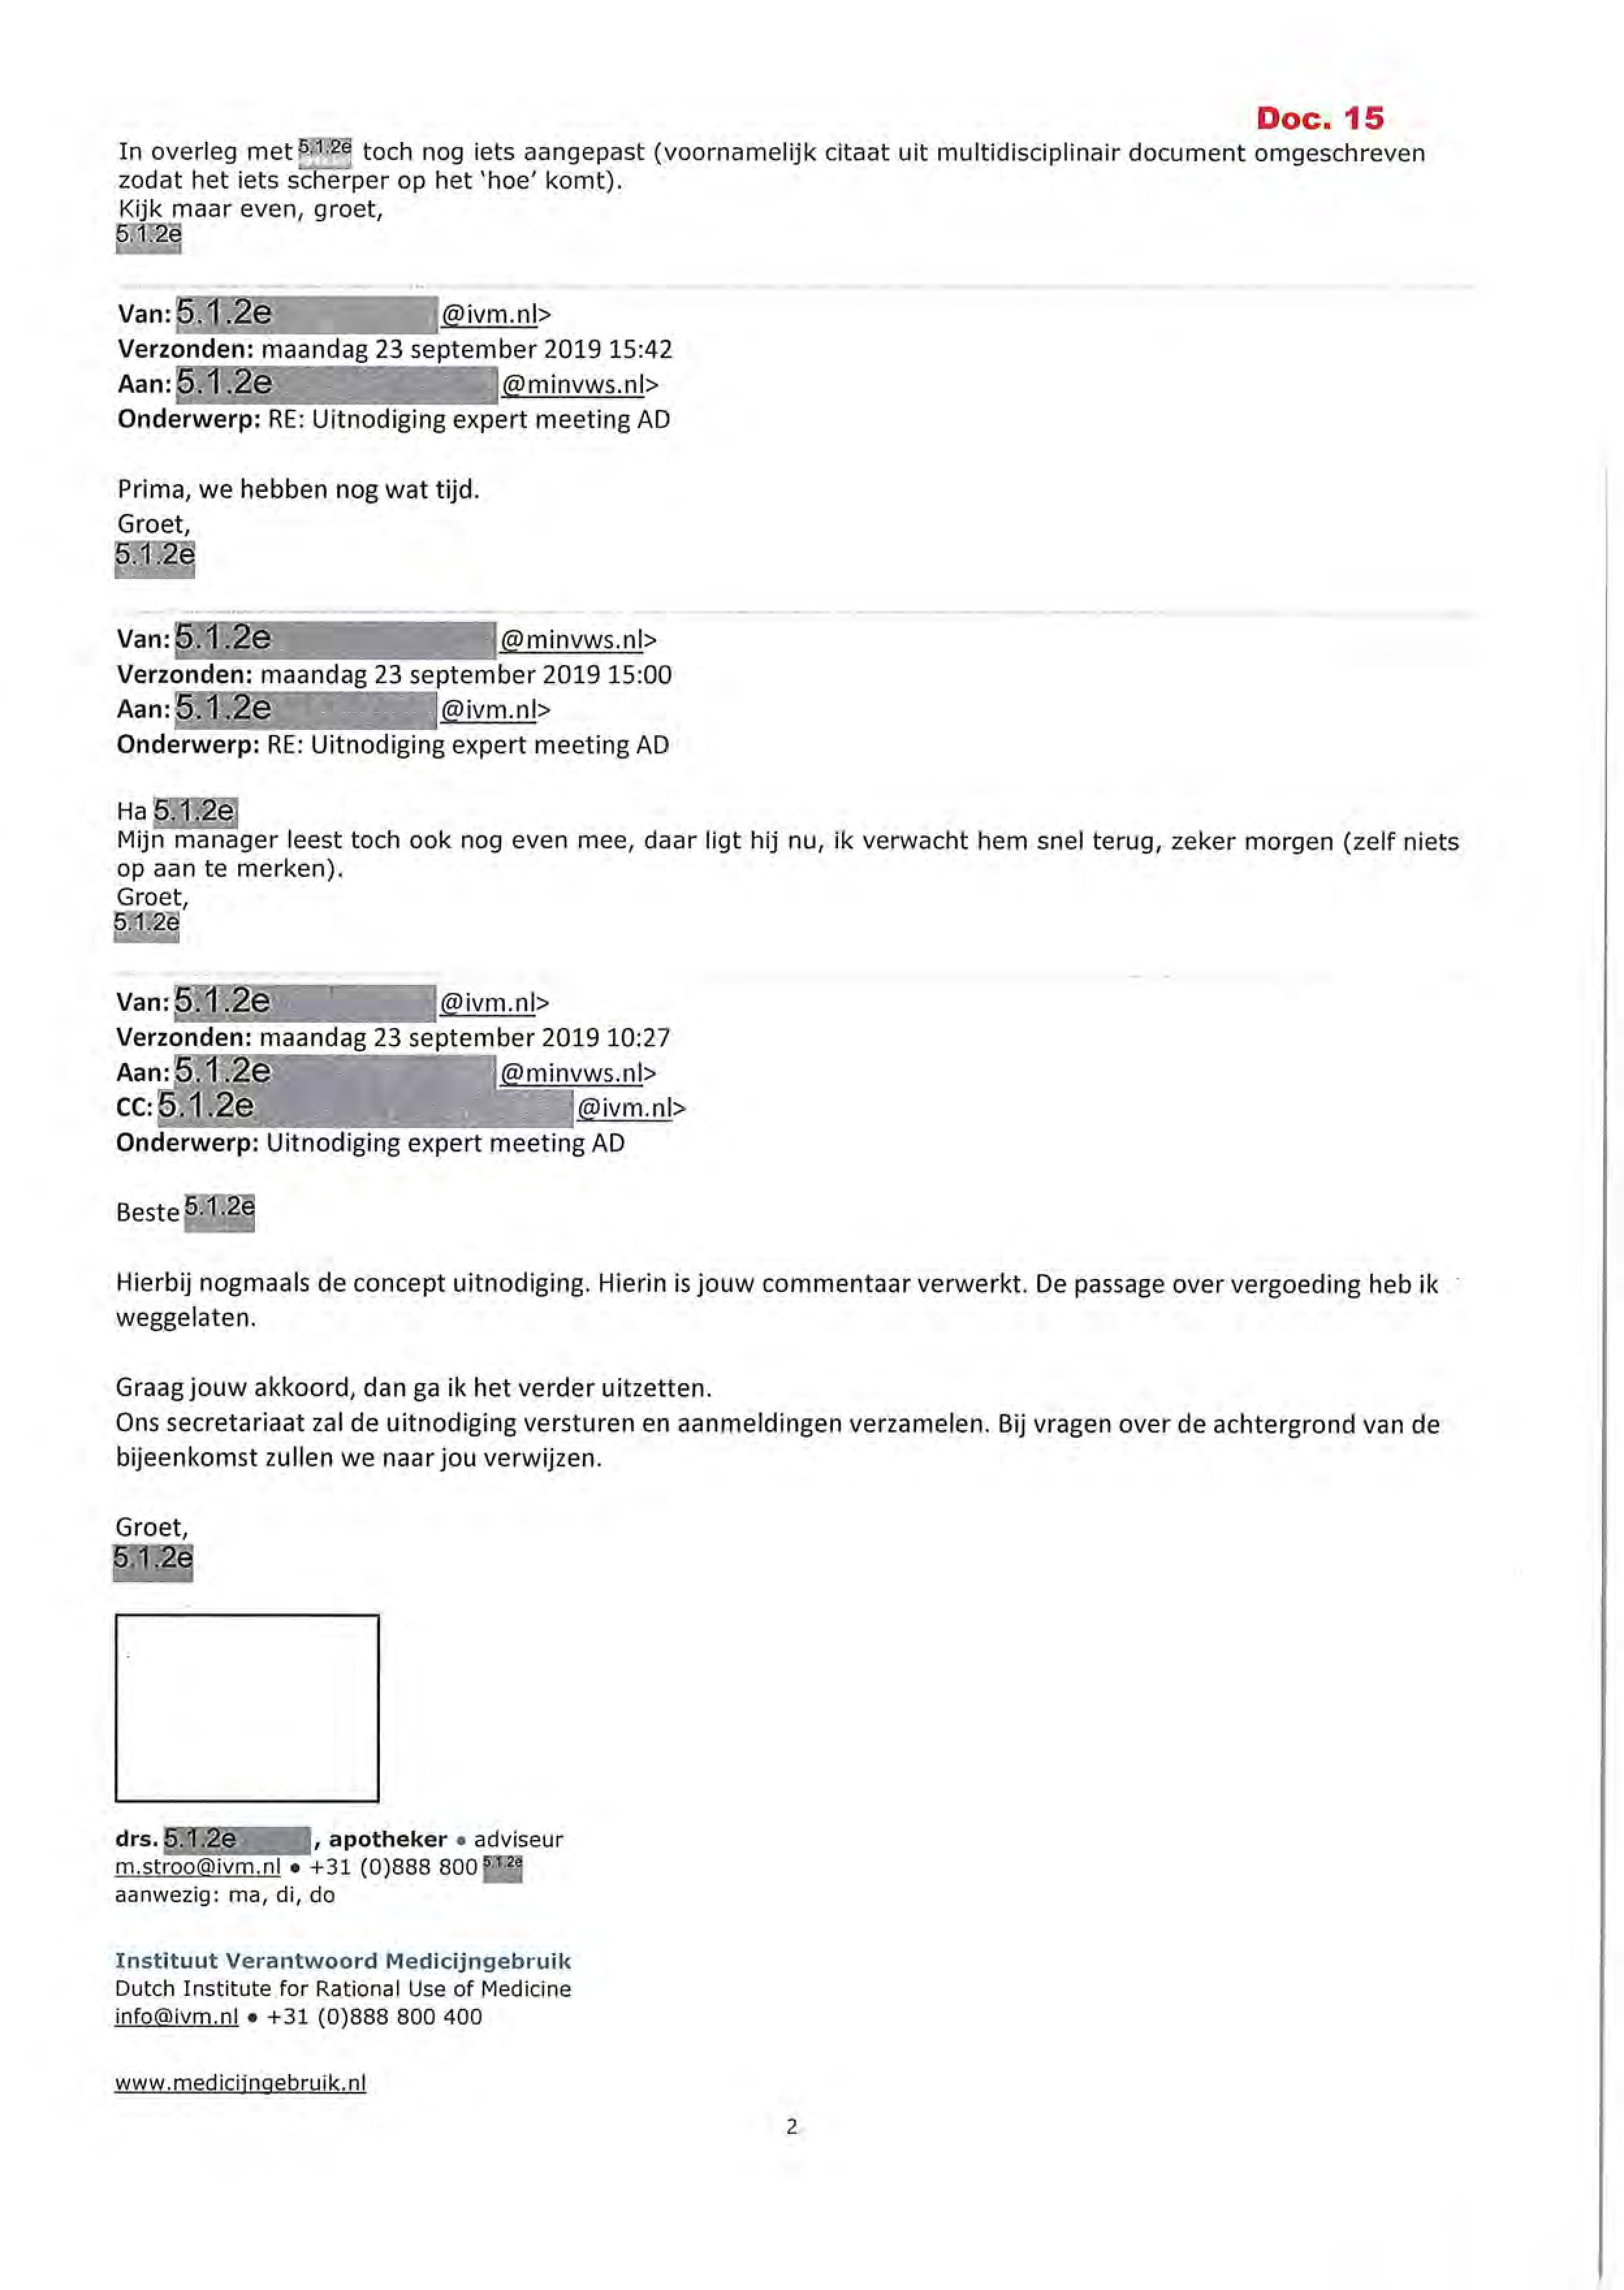 Doc. 15
In overleg met 5.1.2e toch nog iets aangepast (voornamelijk citaat uit multidisciplinair document omgeschreven
zodat het iets scherper op het 'hoe' komt).
Kijk maar even, groet,
5.1.2e
Van: 5.1.2e @ivm.nl>
Verzonden: maandag 23 september 2019 15:42
Aan: 5.1.2e @minvws.nl>
Onderwerp: RE: Uitnodiging expert meeting AD
Prima, we hebben nog wat tijd.
Groet,
5.1.2e
Van: 5.1.2e @minvws.nl>
Verzonden: maandag 23 september 2019 15:00
Aan: 5.1.2e @ivm.nl>
Onderwerp: RE: Uitnodiging expert meeting AD
Ha 5.1.2e
Mijn manager leest toch ook nog even mee, daar ligt hij nu, ik verwacht hem snel terug, zeker morgen (zelf niets
op aan te merken).
Groet,
5.1.2e
Van: 5.1.2e @ivm.nl>
Verzonden: maandag 23 september 2019 10:27
Aan: 5.1.2e @minvws.nl>
CC: 5.1.2e @ivm.nl>
Onderwerp: Uitnodiging expert meeting AD
Beste 5.1.2e
Hierbij nogmaals de concept uitnodiging. Hierin is jouw commentaar verwerkt. De passage over vergoeding heb ik
weggelaten.
Graag jouw akkoord, dan ga ik het verder uitzetten.
Ons secretariaat zal de uitnodiging versturen en aanmeldingen verzamelen. Bij vragen over de achtergrond van de
bijeenkomst zullen we naar jou verwijzen.
Groet,
5.1.2e
drs. 5.1.2e , apotheker • adviseur
m.stroo@ivm.nl • +31 (0)888 800 5.1.2e
aanwezig: ma, di, do
Instituut Verantwoord Medicijngebruik
Dutch Institute for Rational Use of Medicine
info@ivm.nl • +31 (0)888 800 400
www.medicijngebruik.nl
2